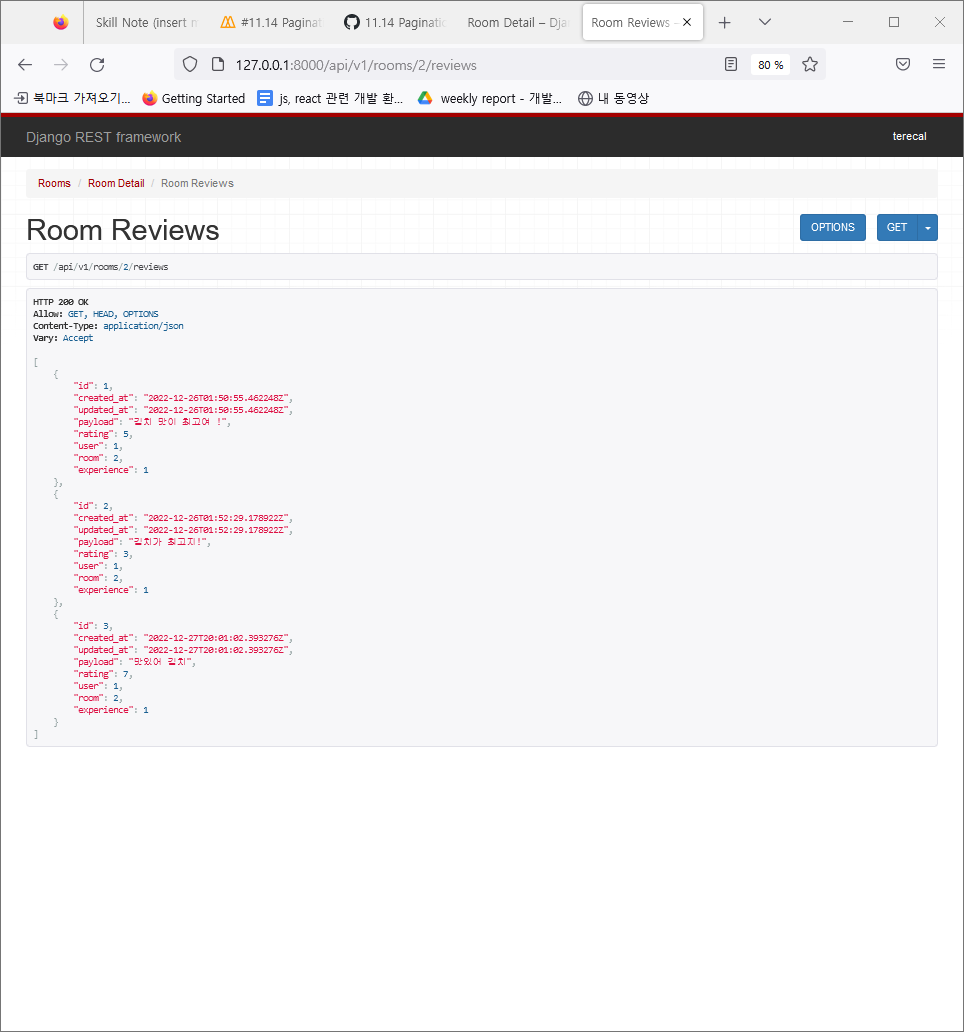 Skill Note (insert
#11.14 Paginat
11.14 Paginatio
Room Detail – Dja
Room Reviews –
127.0.0.1:8000/api/v1/rooms/2/reviews
80 %
북마크 가져오기...
Getting Started
js, react 관련 개발 환...
weekly report - 개발...
내 동영상
Django REST framework
terecal
Rooms / Room Detail / Room Reviews
Room Reviews
OPTIONS
GET
GET /api/v1/rooms/2/reviews
HTTP 200 OK
Allow: GET, HEAD, OPTIONS
Content-Type: application/json
Vary: Accept
[
{
"id": 1,
"created_at": "2022-12-26T01:50:55.462248Z",
"updated_at": "2022-12-26T01:50:55.462248Z",
"payload": "김치 맛이 최고여 !",
"rating": 5,
"user": 1,
"room": 2,
"experience": 1
},
{
"id": 2,
"created_at": "2022-12-26T01:52:29.178922Z",
"updated_at": "2022-12-26T01:52:29.178922Z",
"payload": "김치가 최고지!",
"rating": 3,
"user": 1,
"room": 2,
"experience": 1
},
{
"id": 3,
"created_at": "2022-12-27T20:01:02.393276Z",
"updated_at": "2022-12-27T20:01:02.393276Z",
"payload": "맛있어 김치",
"rating": 7,
"user": 1,
"room": 2,
"experience": 1
}
]